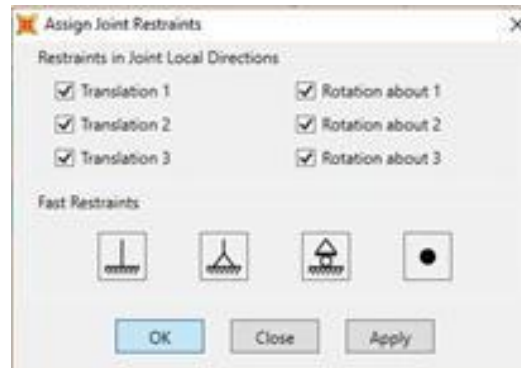 Assign Joint Restraints
Restraints in Joint Local Directions
Translation 1 Rotation about 1
Translation 2 Rotation about 2
Translation 3 Rotation about 3
Fast Restraints
OK Close Apply